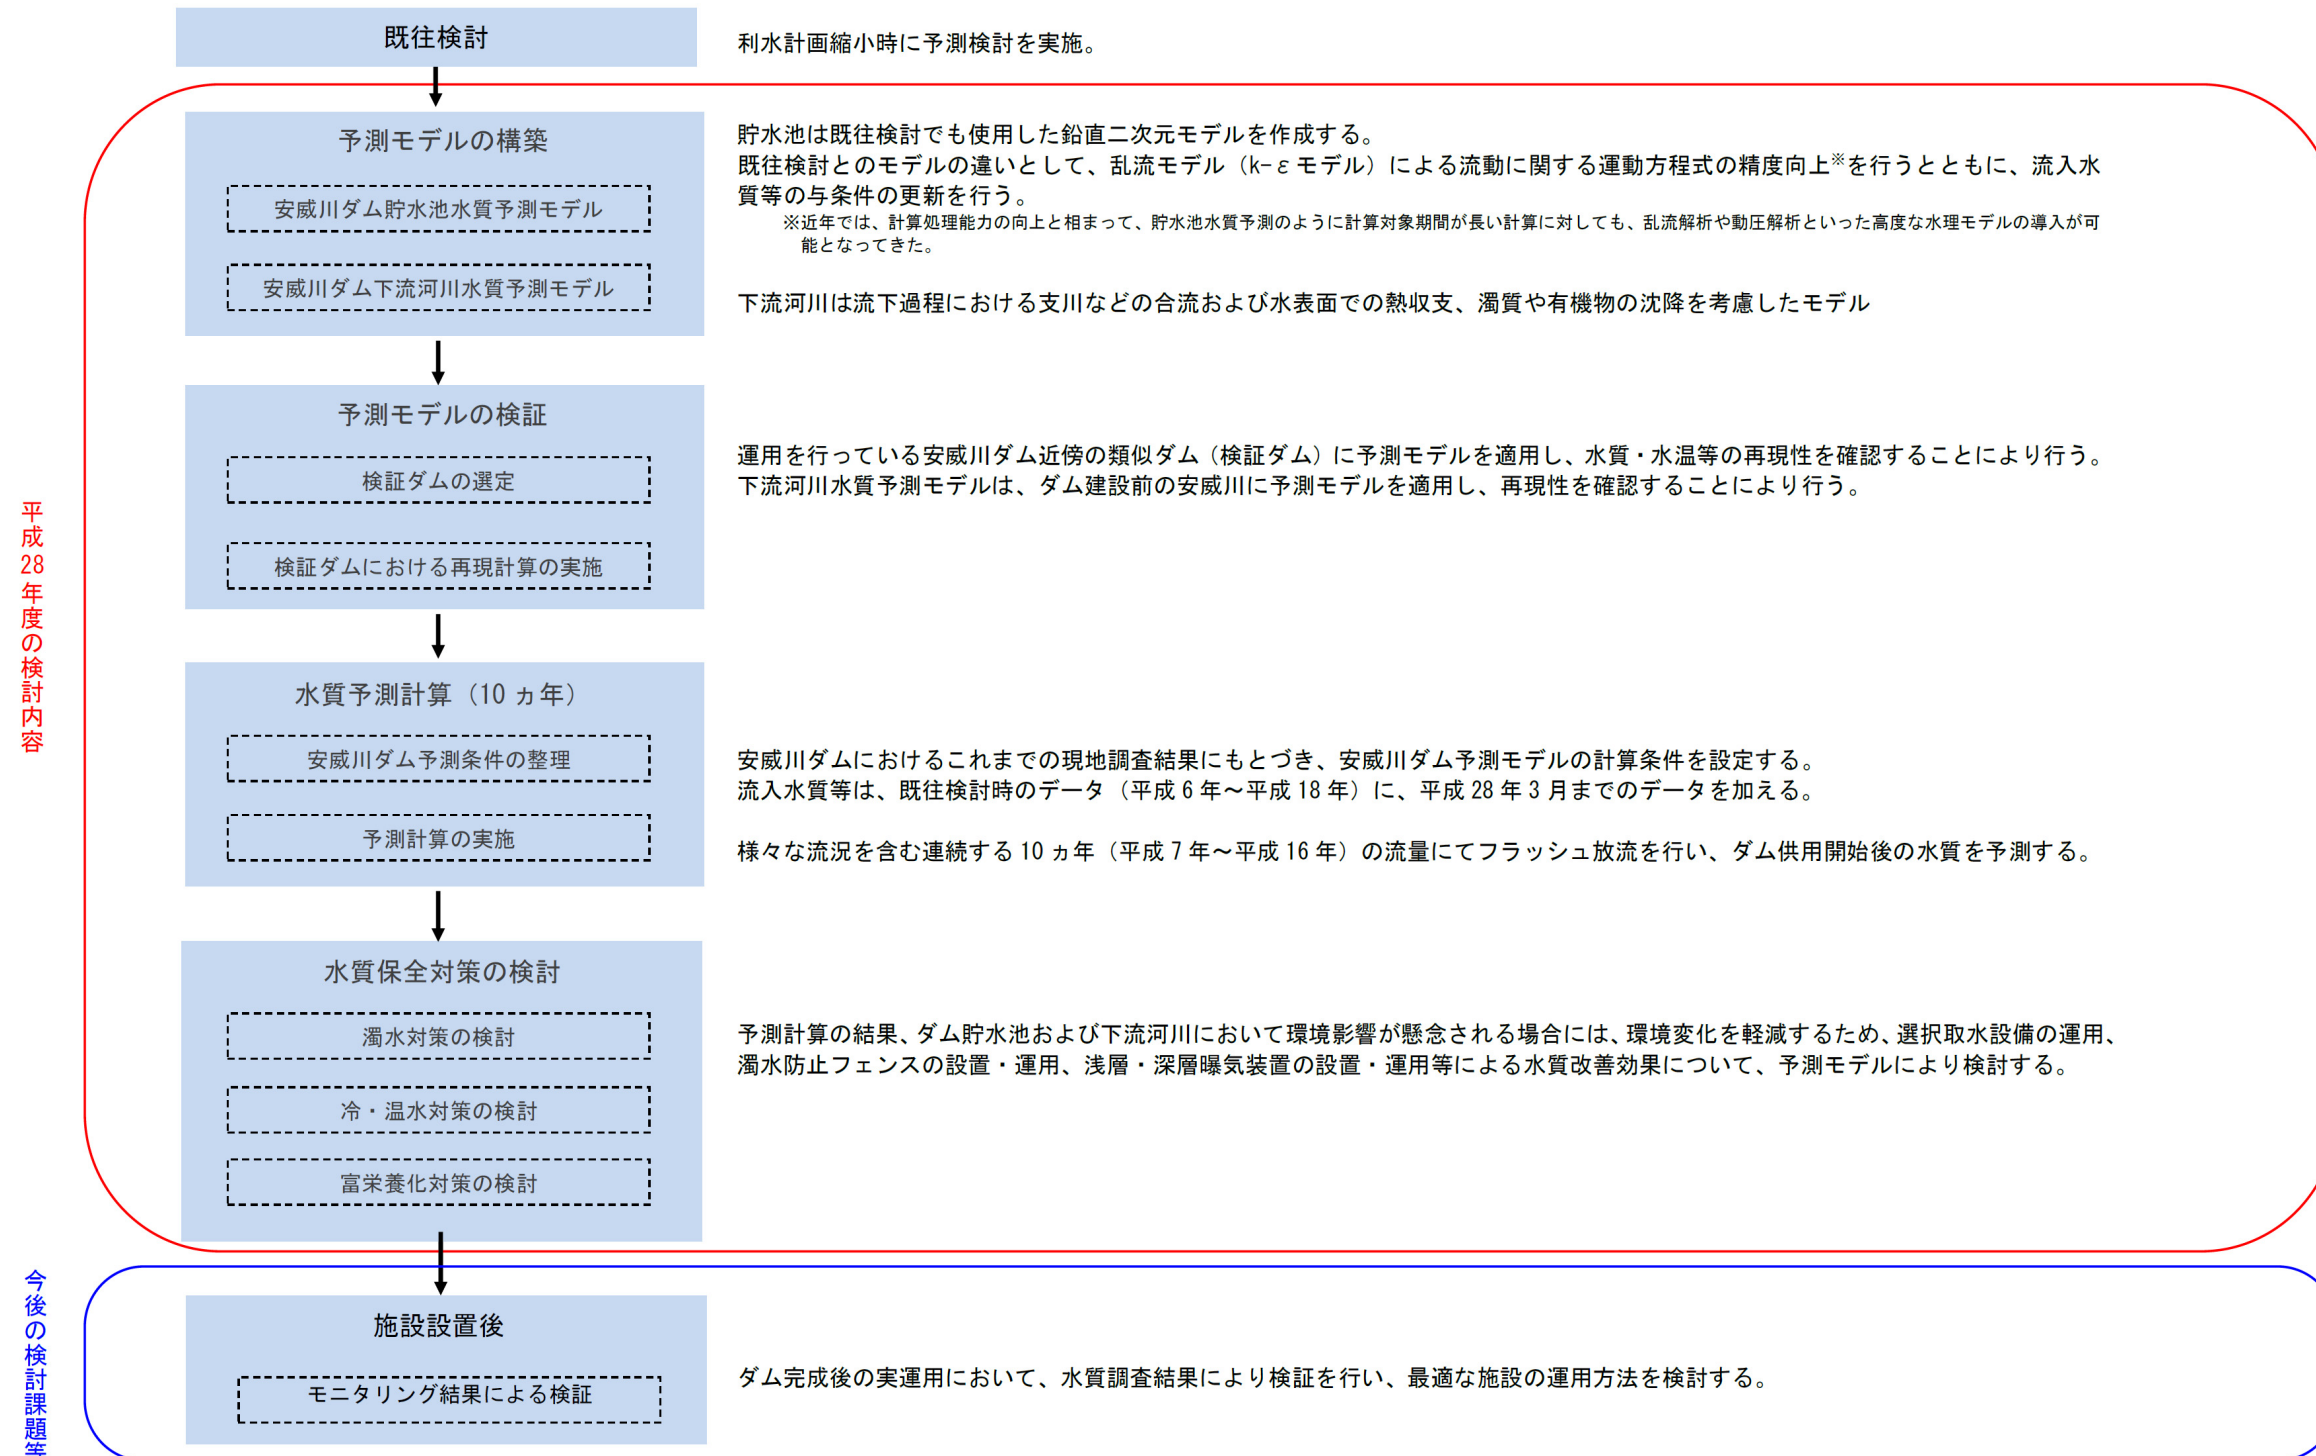 既往検討
利水計画縮小時に予測検討を実施。
平成28年度の検討内容
予測モデルの構築
安威川ダム貯水池水質予測モデル
安威川ダム下流河川水質予測モデル
貯水池は既往検討でも使用した鉛直二次元モデルを作成する。
既往検討とのモデルの違いとして、乱流モデル（k-εモデル）による流動に関する運動方程式の精度向上※を行うとともに、流入水
質等の与条件の更新を行う。
※近年では、計算処理能力の向上と相まって、貯水池水質予測のように計算対象期間が長い計算に対しても、乱流解析や動圧解析といった高度な水理モデルの導入が可
能となってきた。
下流河川は流下過程における支川などの合流および水表面での熱収支、濁質や有機物の沈降を考慮したモデル
予測モデルの検証
検証ダムの選定
検証ダムにおける再現計算の実施
運用を行っている安威川ダム近傍の類似ダム（検証ダム）に予測モデルを適用し、水質・水温等の再現性を確認することにより行う。
下流河川水質予測モデルは、ダム建設前の安威川に予測モデルを適用し、再現性を確認することにより行う。
水質予測計算（10 ヵ年）
安威川ダム予測条件の整理
予測計算の実施
安威川ダムにおけるこれまでの現地調査結果にもとづき、安威川ダム予測モデルの計算条件を設定する。
流入水質等は、既往検討時のデータ（平成 6 年～平成 18 年）に、平成 28 年 3 月までのデータを加える。
様々な流況を含む連続する 10 ヵ年（平成 7 年～平成 16 年）の流量にてフラッシュ放流を行い、ダム供用開始後の水質を予測する。
水質保全対策の検討
濁水対策の検討
冷・温水対策の検討
富栄養化対策の検討
予測計算の結果、ダム貯水池および下流河川において環境影響が懸念される場合には、環境変化を軽減するため、選択取水設備の運用、
濁水防止フェンスの設置・運用、浅層・深層曝気装置の設置・運用等による水質改善効果について、予測モデルにより検討する。
今後の検討課題等
施設設置後
モニタリング結果による検証
ダム完成後の実運用において、水質調査結果により検証を行い、最適な施設の運用方法を検討する。